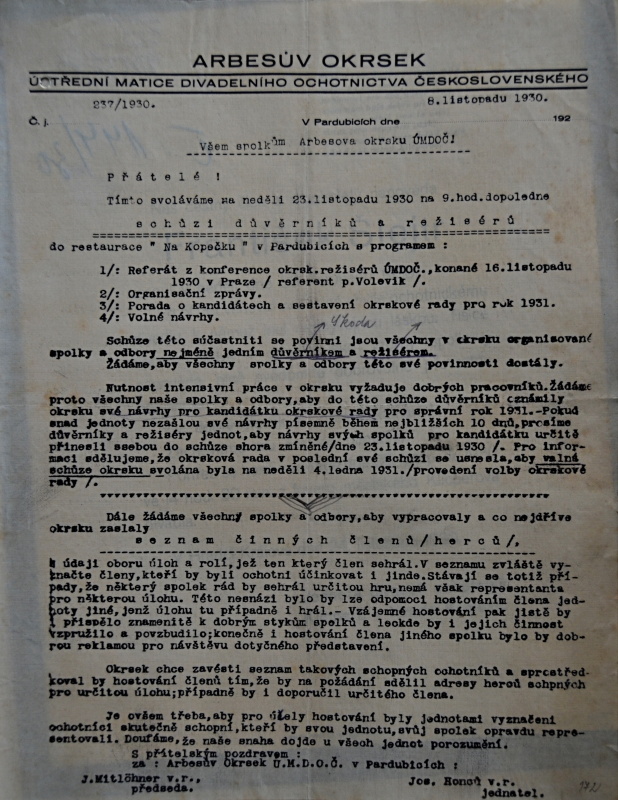 ARBESŮV OKRSEK
ÚSTŘEDNÍ MATICE DIVADELNÍHO OCHOTNICTVA ČESKOSLOVENSKÉHO
237/1930. 8.listopadu 1930.
Č. j. V Pardubicích dne 192
Všem spolkům Arbesova okrsku ÚMDOČ!
P ř á t e l é !
Tímto svoláváme na neděli 23.listopadu 1930 na 9.hod.dopoledne
s c h ů z i d ů v ě r n í k ů a r e ž i s é r ů
do restaurace " Na Kopečku " v Pardubicích s programem :
1/: Referát z konference okrsk.režisérů ÚMDOČ.,konané 16.listopadu
1930 v Praze / referent p.Volevík /.
2/: Organisační zprávy.
3/: Porada o kandidátech a sestavení okrskové rady pro rok 1931.
4/: Volné návrhy.
Škoda
Schůze této súčastniti se povinni jsou všechny v okrsku organisované
spolky a odbory nejméně jedním důvěrníkem a režisérem.
Žádáme,aby všechny spolky a odbory této své povinnosti dostály.
Nutnost intensivní práce v okrsku vyžaduje dobrých pracovníků.Žádáme
proto všechny naše spolky a odbory,aby do této schůze důvěrníků oznámily
okrsku své návrhy pro kandidátku okrskové rady pro správní rok 1931.-Pokud
snad jednoty nezašlou své návrhy písemně během nejbližších 10 dnů,prosíme
důvěrníky a režiséry jednot,aby návrhy svých spolků pro kandidátku určitě
přinesli ssebou do schůze shora zmíněné/dne 23.listopadu 1930 /. Pro infor-
maci sdělujeme,že okrsková rada v poslední své schůzi se usnesla,aby valná
schůze okrsku svolána byla na neděli 4.ledna 1931./provedení volby okrskové
rady /.
Dále žádáme všechny spolky a odbory,aby vypracovaly a co nejdříve
okrsku zaslaly
s e z n a m č i n n ý c h č l e n ů / h e r c ů /,
s údaji oboru úloh a rolí,jež ten který člen sehrál.V seznamu zvláště vy-
značte členy,kteří by byli ochotni účinkovati i jinde.Stávají se totiž pří-
pady,že některý spolek rád by sehrál určitou hru,nemá však representanta
pro některou úlohu. Této nesnázi bylo by lze odpomoci hostováním člena jed-
noty jiné,jenž úlohu tu případně i hrál.- Vzájemné hostování pak jistě by
i přispělo znamenitě k dobrým stykům spolků a leckde by i jejich činnost
vzpružilo a povzbudilo;konečně i hostování člena jiného spolku bylo by dob-
rou reklamou pro návštěvu dotyčného představení.
Okrsek chce zavésti seznam takových schopných ochotníků a sprostřed-
koval by hostování členů tím,že by na požádání sdělil adresy herců schpných
pro určitou úlohu;případně by i doporučil určitého člena.
Je ovšem třeba,aby pro účely hostování byly jednotami vyznačeni
ochotníci skutečně schopní,kteří by svou jednotu,svůj spolek opravdu repre-
sentovali. Doufáme,že naše snaha dojde u všech jednot porozumění.
S přátelským pozdravem :
za : Arbesův Okrsek Ú.M.D.O.Č. v Pardubicích :
J.Mitlöhner v.r., Jos. Honců v.r.
předseda. jednatel.